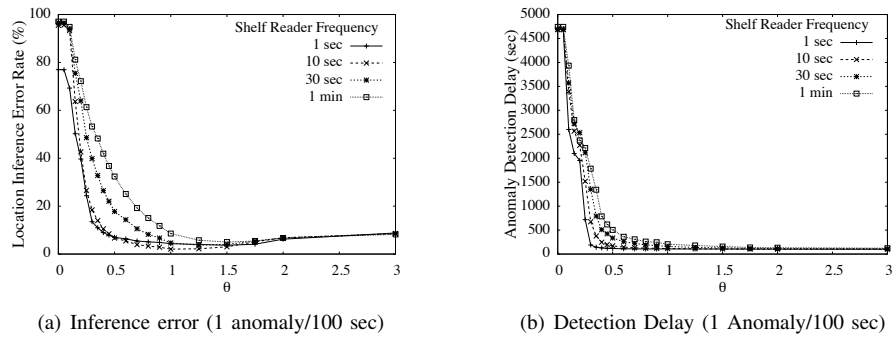 Location Inference Error Rate (%)
100
80
60
40
20
0
0 0.5 1 1.5 2 2.5 3
θ
Shelf Reader Frequency
1 sec
10 sec
30 sec
1 min
(a) Inference error (1 anomaly/100 sec)
Anomaly Detection Delay (sec)
5000
4500
4000
3500
3000
2500
2000
1500
1000
500
0
0 0.5 1 1.5 2 2.5 3
θ
Shelf Reader Frequency
1 sec
10 sec
30 sec
1 min
(b) Detection Delay (1 Anomaly/100 sec)